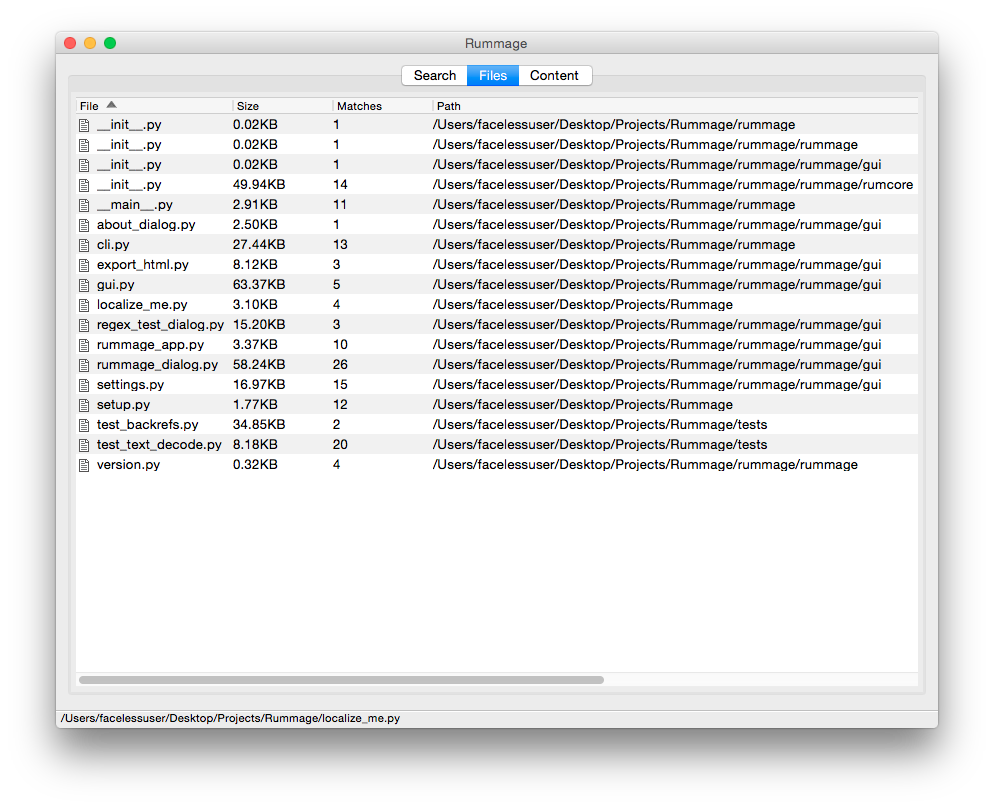 Rummage
Search Files Content
File Size Matches Path
__init__.py 0.02KB 1 /Users/facelessuser/Desktop/Projects/Rummage/rummage
__init__.py 0.02KB 1 /Users/facelessuser/Desktop/Projects/Rummage/rummage/rummage
__init__.py 0.02KB 1 /Users/facelessuser/Desktop/Projects/Rummage/rummage/rummage/gui
__init__.py 49.94KB 14 /Users/facelessuser/Desktop/Projects/Rummage/rummage/rummage/rumcore
__main__.py 2.91KB 11 /Users/facelessuser/Desktop/Projects/Rummage/rummage
about_dialog.py 2.50KB 1 /Users/facelessuser/Desktop/Projects/Rummage/rummage/rummage/gui
cli.py 27.44KB 13 /Users/facelessuser/Desktop/Projects/Rummage/rummage
export_html.py 8.12KB 3 /Users/facelessuser/Desktop/Projects/Rummage/rummage/rummage/gui
gui.py 63.37KB 5 /Users/facelessuser/Desktop/Projects/Rummage/rummage/rummage/gui
localize_me.py 3.10KB 4 /Users/facelessuser/Desktop/Projects/Rummage
regex_test_dialog.py 15.20KB 3 /Users/facelessuser/Desktop/Projects/Rummage/rummage/rummage/gui
rummage_app.py 3.37KB 10 /Users/facelessuser/Desktop/Projects/Rummage/rummage/rummage/gui
rummage_dialog.py 58.24KB 26 /Users/facelessuser/Desktop/Projects/Rummage/rummage/rummage/gui
settings.py 16.97KB 15 /Users/facelessuser/Desktop/Projects/Rummage/rummage/rummage/gui
setup.py 1.77KB 12 /Users/facelessuser/Desktop/Projects/Rummage
test_backrefs.py 34.85KB 2 /Users/facelessuser/Desktop/Projects/Rummage/tests
test_text_decode.py 8.18KB 20 /Users/facelessuser/Desktop/Projects/Rummage/tests
version.py 0.32KB 4 /Users/facelessuser/Desktop/Projects/Rummage/rummage/rummage
/Users/facelessuser/Desktop/Projects/Rummage/localize_me.py